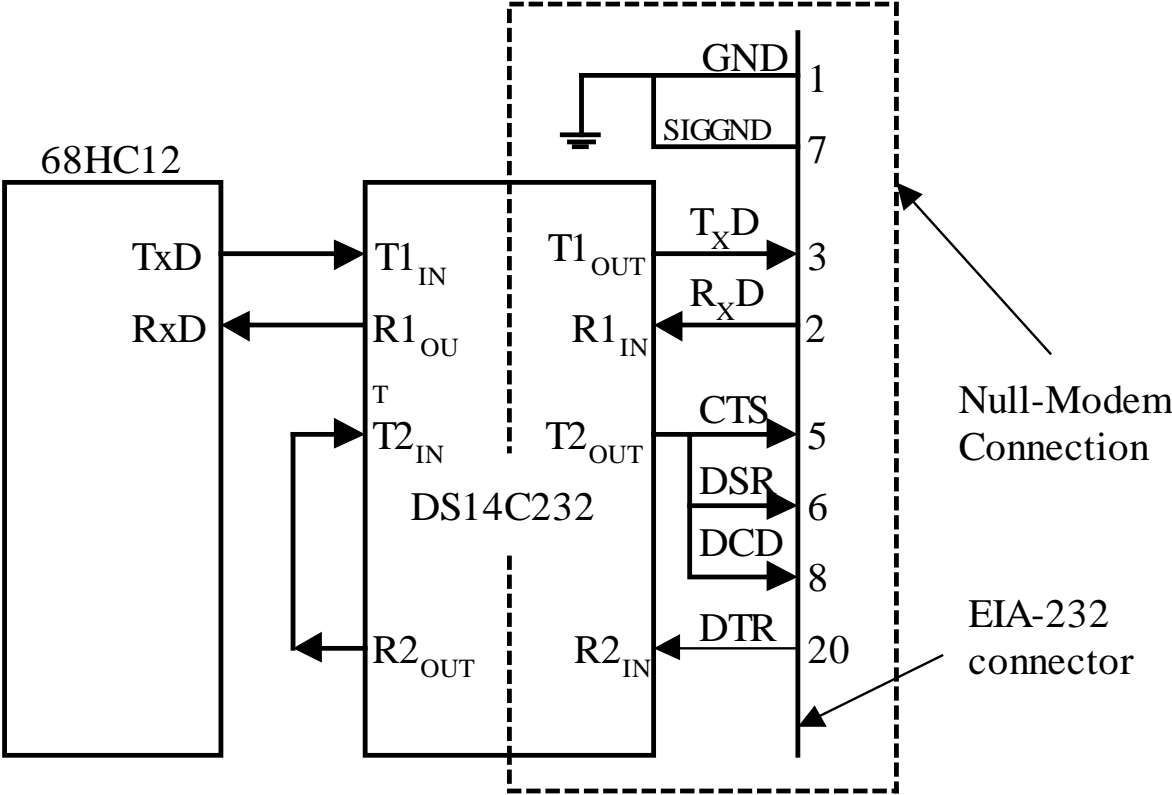 GND
1
SIGGND
7
68HC12
TxD
T1IN
T1OUT
TXD
3
RxD
R1OU
T
R1IN
RXD
2
T2IN
T2OUT
CTS
5
DSR
6
DCD
8
DS14C232
R2OUT
R2IN
DTR
20
Null-Modem
Connection
EIA-232
connector